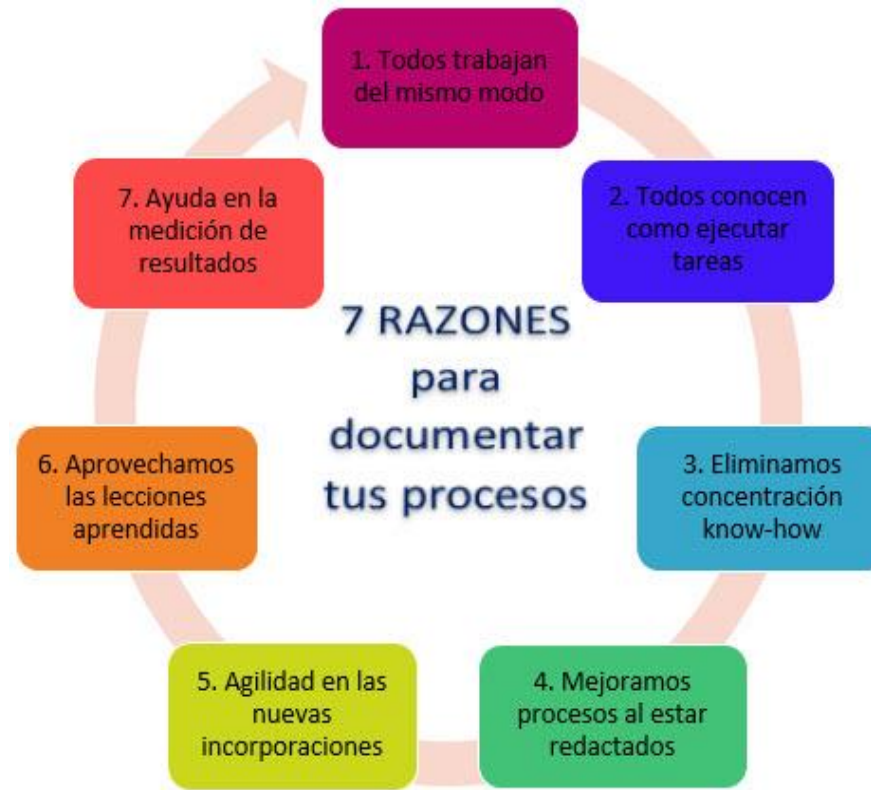 1. Todos trabajan
del mismo modo
2. Todos conocen
como ejecutar
tareas
3. Eliminamos
concentración
know-how
4. Mejoramos
procesos al estar
redactados
5. Agilidad en las
nuevas
incorporaciones
6. Aprovechamos
las lecciones
aprendidas
7. Ayuda en la
medición de
resultados
7 RAZONES
para
documentar
tus procesos